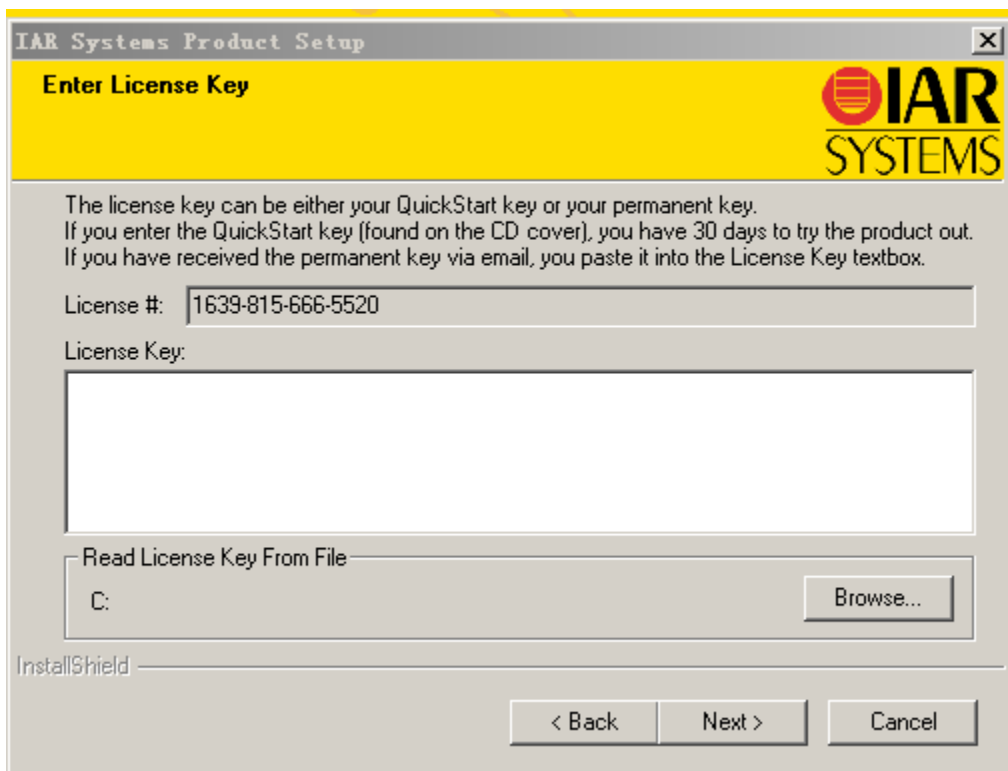 IAR Systems Product Setup
Enter License Key
IAR
SYSTEMS
The license key can be either your QuickStart key or your permanent key.
If you enter the QuickStart key (found on the CD cover), you have 30 days to try the product out.
If you have received the permanent key via email, you paste it into the License Key textbox.
License #: 1639-815-666-5520
License Key:
Read License Key From File
C: Browse...
InstallShield
< Back Next > Cancel